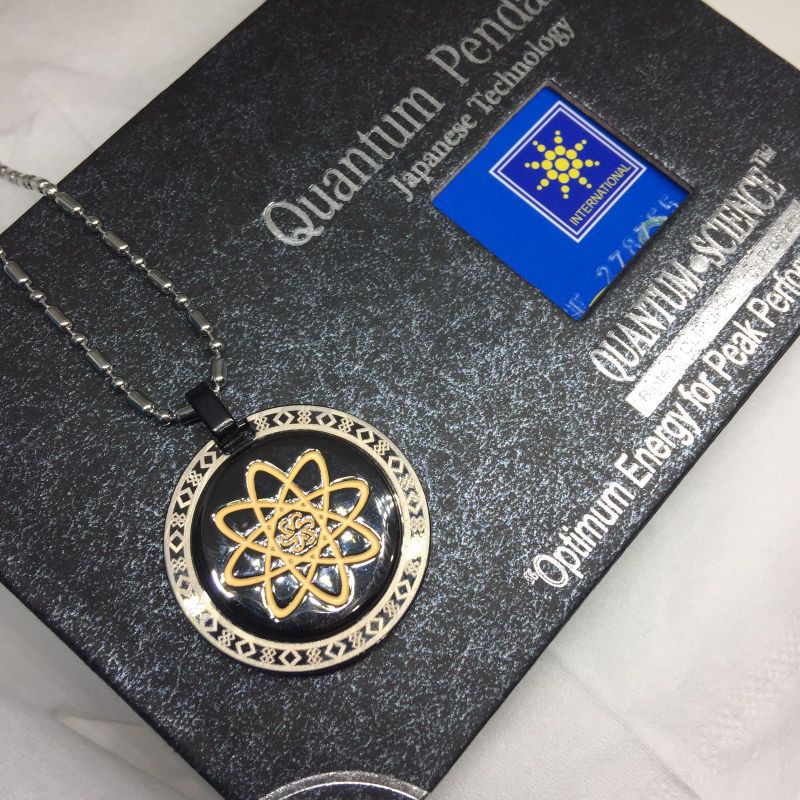 Quantum Penda
Japanese Technology
INTERNATIONAL
QUANTUM SCIENCE™
"Optimum Energy for Peak Perfor